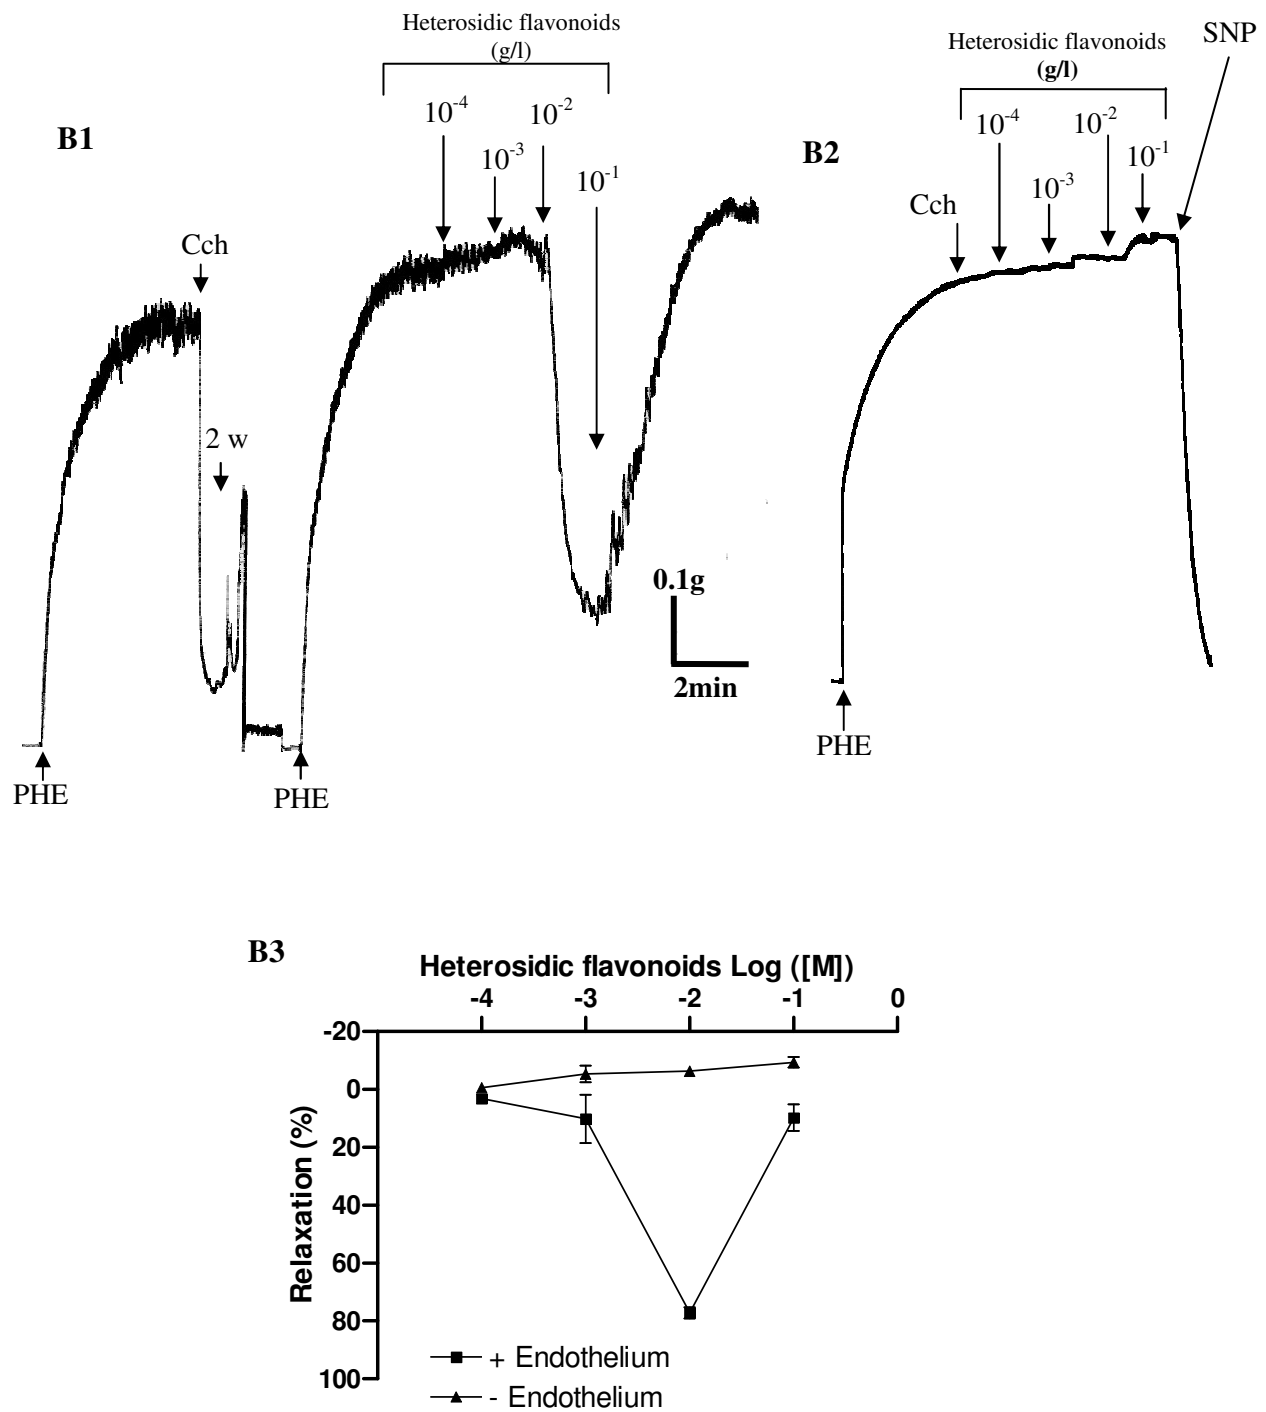 Heterosidic flavonoids
(g/l)
B1
10-4
10-3
10-2
10-1
Cch
2 w
PHE
PHE
0.1g
2min
Heterosidic flavonoids
(g/l)
SNP
B2
10-4
10-3
10-2
10-1
Cch
PHE
B3
Heterosidic flavonoids Log ([M])
-4 -3 -2 -1 0
-20
0
20
40
60
80
100
Relaxation (%)
+ Endothelium
- Endothelium